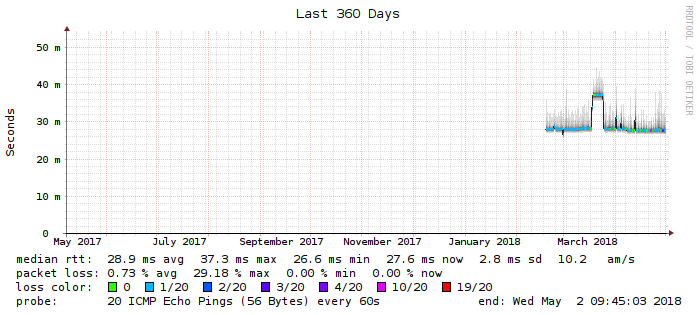 Last 360 Days
RRDTOOL / TOBI OETIKER
Seconds
50 m
40 m
30 m
20 m
10 m
0
May 2017 July 2017 September 2017 November 2017 January 2018 March 2018
median rtt: 28.9 ms avg 37.3 ms max 26.6 ms min 27.6 ms now 2.8 ms sd 10.2 am/s
packet loss: 0.73 % avg 29.18 % max 0.00 % min 0.00 % now
loss color: 0 1/20 2/20 3/20 4/20 10/20 19/20
probe: 20 ICMP Echo Pings (56 Bytes) every 60s end: Wed May 2 09:45:03 2018